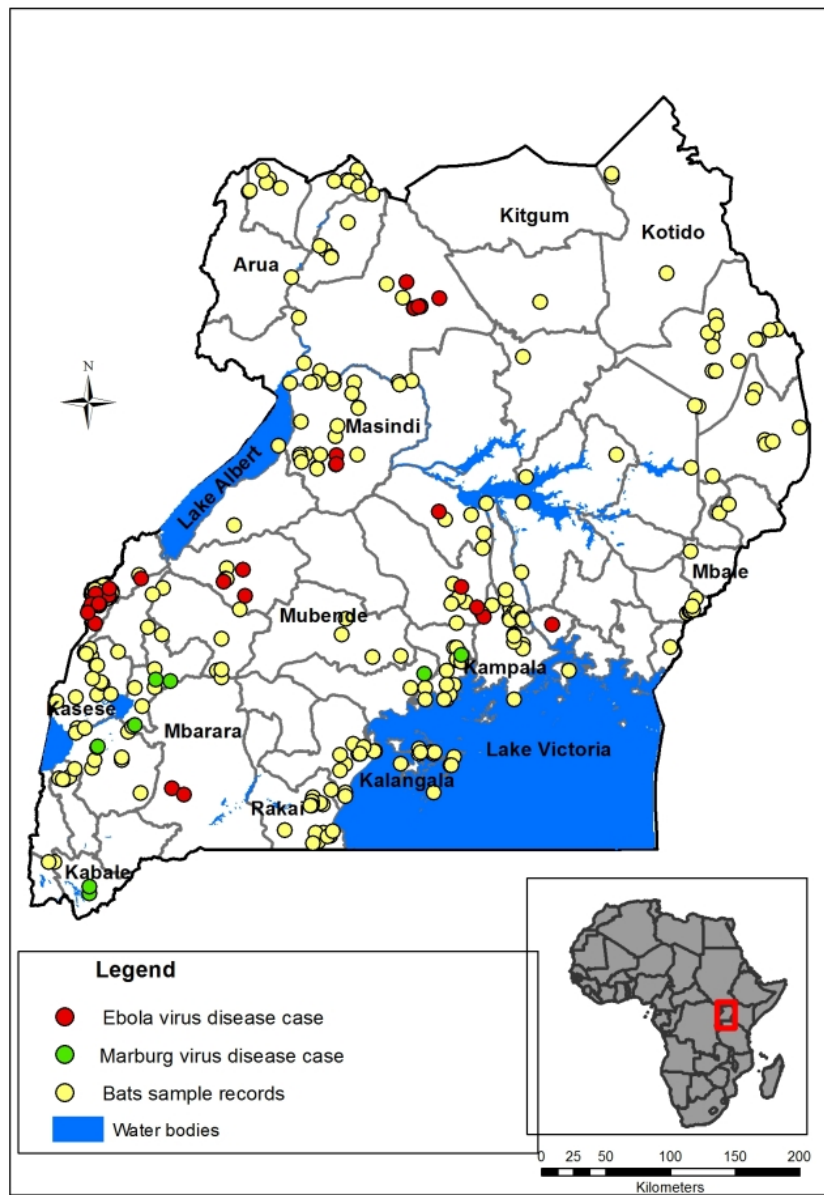 Kitgum
Kotido
Arua
N
Masindi
Lake Albert
Mbale
Mubende
Kampala
Kasese
Mbarara
Lake Victoria
Kalangala
Rakai
Kabale
Legend
Ebola virus disease case
Marburg virus disease case
Bats sample records
Water bodies
0 25 50 100 150 200
Kilometers